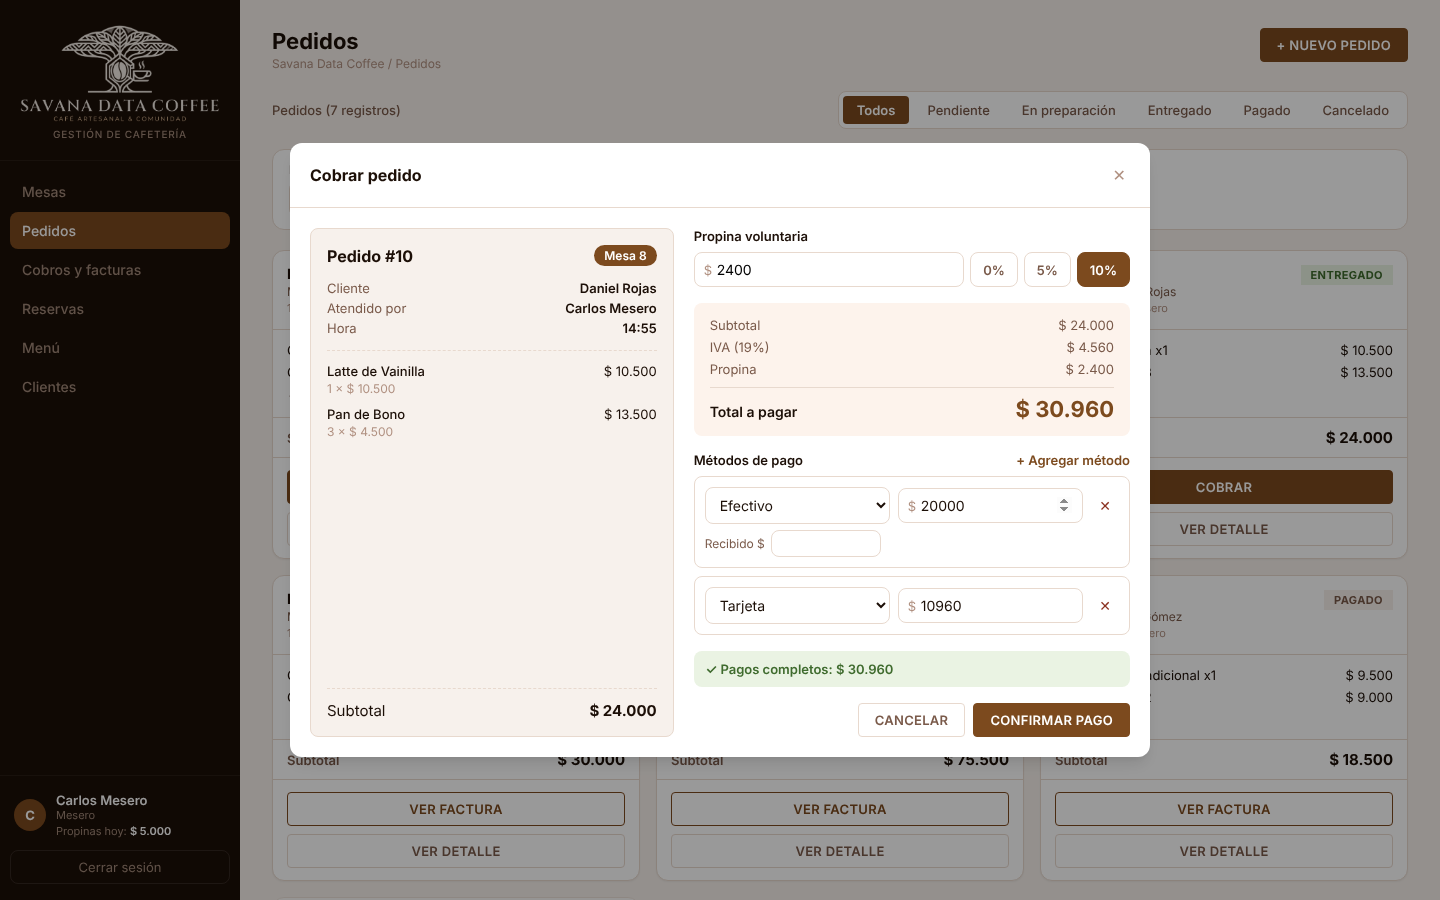 SAVANA DATA COFFEE
CAFÉ ARTESANAL & COMUNIDAD
GESTIÓN DE CAFETERÍA
Mesas
Pedidos
Cobros y facturas
Reservas
Menú
Clientes
C
Carlos Mesero
Mesero
Propinas hoy: $ 5.000
Cerrar sesión
Pedidos
Savana Data Coffee / Pedidos
+ NUEVO PEDIDO
Pedidos (7 registros)
Todos Pendiente En preparación Entregado Pagado Cancelado
Cobrar pedido ×
Pedido #10 Mesa 8
Cliente Daniel Rojas
Atendido por Carlos Mesero
Hora 14:55
Latte de Vainilla $ 10.500
1 × $ 10.500
Pan de Bono $ 13.500
3 × $ 4.500
Subtotal $ 24.000
Propina voluntaria
$ 2400 0% 5% 10%
Subtotal $ 24.000
IVA (19%) $ 4.560
Propina $ 2.400
Total a pagar $ 30.960
Métodos de pago + Agregar método
Efectivo $ 20000 ×
Recibido $
Tarjeta $ 10960 ×
✓ Pagos completos: $ 30.960
CANCELAR CONFIRMAR PAGO
ENTREGADO
Rojas
x1 $ 10.500
$ 13.500
$ 24.000
COBRAR
VER DETALLE
PAGADO
x1 $ 9.500
$ 9.000
Subtotal $ 30.000
VER FACTURA
VER DETALLE
Subtotal $ 75.500
VER FACTURA
VER DETALLE
Subtotal $ 18.500
VER FACTURA
VER DETALLE